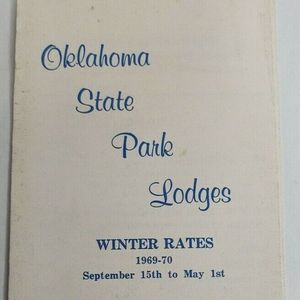 Oklahoma
State
Park
Lodges
WINTER RATES
1969-70
September 15th to May 1st